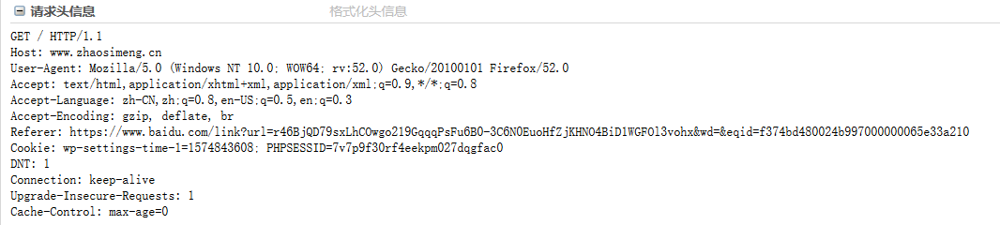 请求头信息 格式化头信息
GET / HTTP/1.1
Host: www.zhaosimeng.cn
User-Agent: Mozilla/5.0 (Windows NT 10.0; WOW64; rv:52.0) Gecko/20100101 Firefox/52.0
Accept: text/html,application/xhtml+xml,application/xml;q=0.9,*/*;q=0.8
Accept-Language: zh-CN,zh;q=0.8,en-US;q=0.5,en;q=0.3
Accept-Encoding: gzip, deflate, br
Referer: https://www.baidu.com/link?url=r46BjQD79sxLhCOwgo219GqqqPsFu6B0-3C6NOEuoHfZjKHNO4BiD1WGFOl3vohx&wd=&eqid=f374bd480024b997000000065e33a210
Cookie: wp-settings-time-1=1574843608; PHPSESSID=7v7p9f30rf4eekpm027dqgfac0
DNT: 1
Connection: keep-alive
Upgrade-Insecure-Requests: 1
Cache-Control: max-age=0